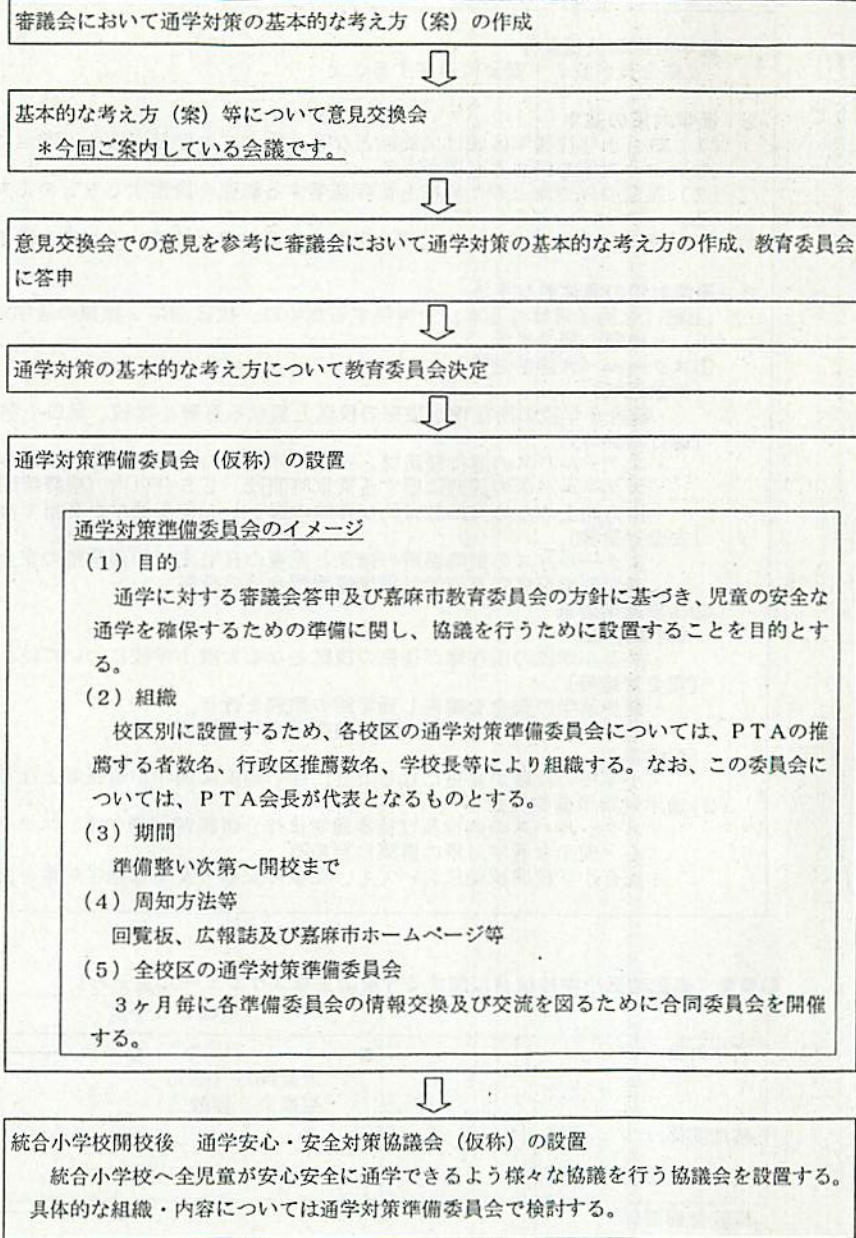 審議会において通学対策の基本的な考え方（案）の作成
基本的な考え方（案）等について意見交換会
＊今回ご案内している会議です。
意見交換会での意見を参考に審議会において通学対策の基本的な考え方の作成、教育委員会
に答申
通学対策の基本的な考え方について教育委員会決定
通学対策準備委員会（仮称）の設置
通学対策準備委員会のイメージ
（１）目的
通学に対する審議会答申及び嘉麻市教育委員会の方針に基づき、児童の安全な
通学を確保するための準備に関し、協議を行うために設置することを目的とす
る。
（２）組織
校区別に設置するため、各校区の通学対策準備委員会については、ＰＴＡの推
薦する者数名、行政区推薦数名、学校長等により組織する。なお、この委員会に
ついては、ＰＴＡ会長が代表となるものとする。
（３）期間
準備整い次第～開校まで
（４）周知方法等
回覧板、広報誌及び嘉麻市ホームページ等
（５）全校区の通学対策準備委員会
３ヶ月毎に各準備委員会の情報交換及び交流を図るために合同委員会を開催
する。
統合小学校開校後　通学安心・安全対策協議会（仮称）の設置
統合小学校へ全児童が安心安全に通学できるよう様々な協議を行う協議会を設置する。
具体的な組織・内容については通学対策準備委員会で検討する。